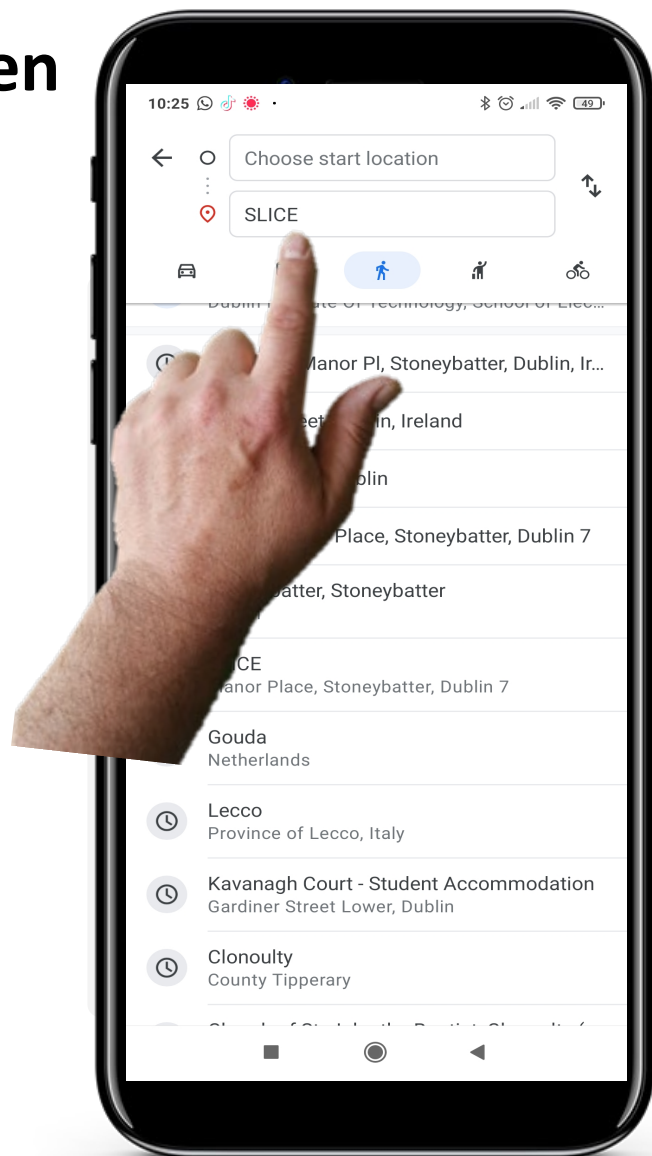 en
10:25 49
Choose start location
SLICE
Manor Pl, Stoneybatter, Dublin, Ir...
in, Ireland
blin
Place, Stoneybatter, Dublin 7
atter, Stoneybatter
ICE
Manor Place, Stoneybatter, Dublin 7
Gouda
Netherlands
Lecco
Province of Lecco, Italy
Kavanagh Court - Student Accommodation
Gardiner Street Lower, Dublin
Clonoulty
County Tipperary